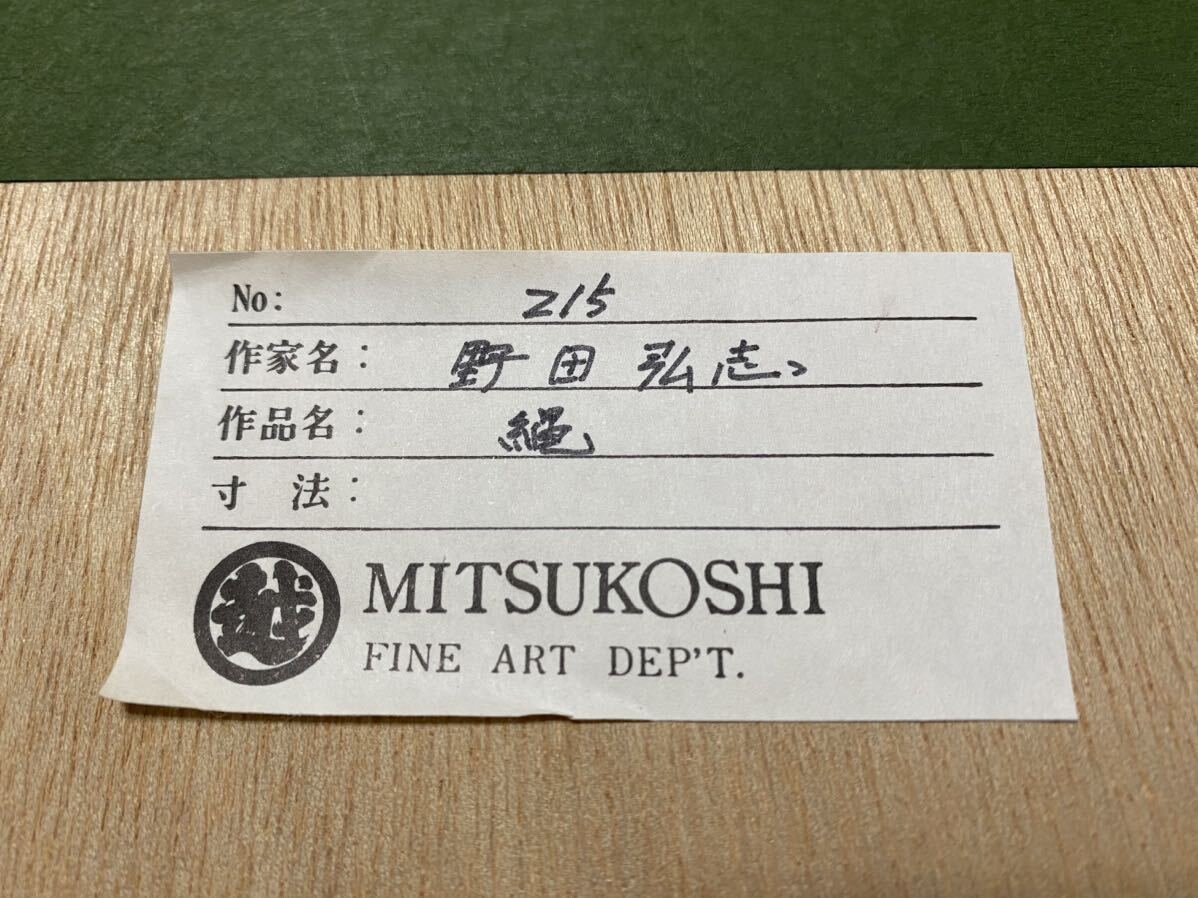 No: 215
作家名: 野田弘志
作品名: 縄
寸 法:
越 MITSUKOSHI
FINE ART DEP'T.